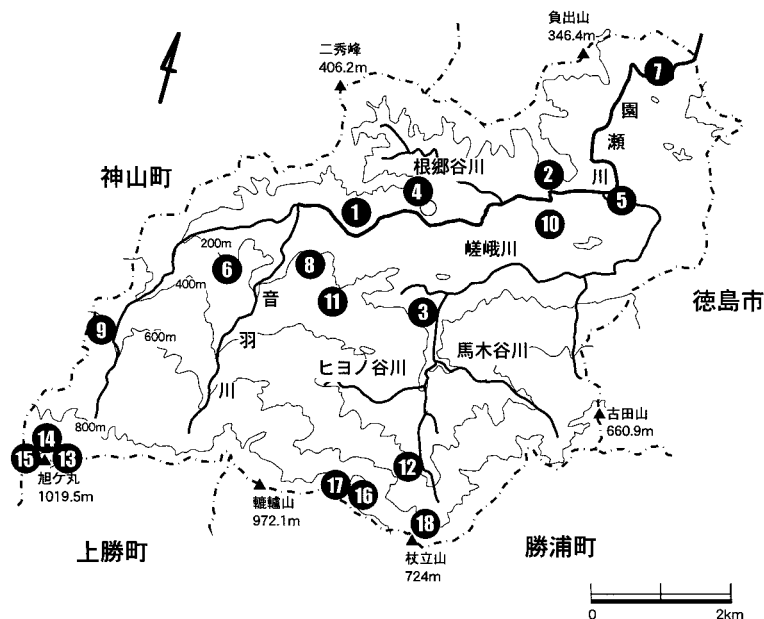 負出山
346.4m
二秀峰
406.2m
7
園瀬川
神山町
根郷谷川
2
4
5
1
10
200m
嵯峨川
6
8
400m
音羽川
11
徳島市
3
9
600m
馬木谷川
ヒヨノ谷川
古田山
660.9m
800m
14
15
13
旭ケ丸
1019.5m
12
轆轤山
972.1m
17
16
18
上勝町
杖立山
724m
勝浦町
0
2km